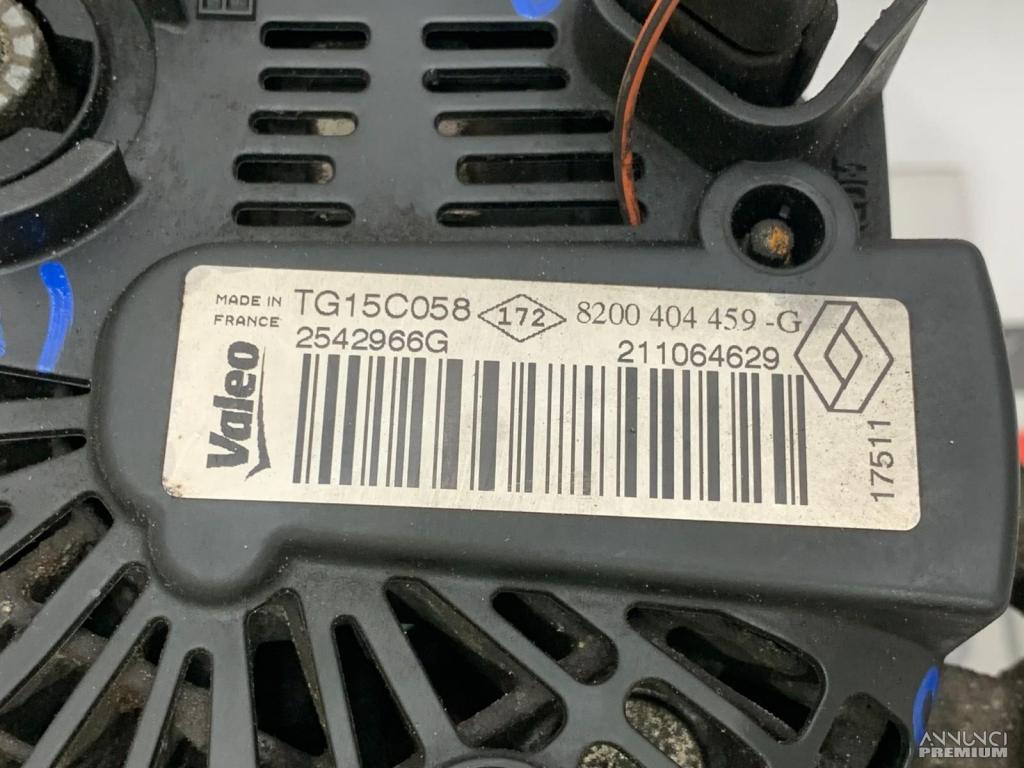 MADE IN FRANCE
TG15C058
172
8200 404 459 -G
2542966G
211064629
Valeo
17511
ANNUNCI
PREMIUM